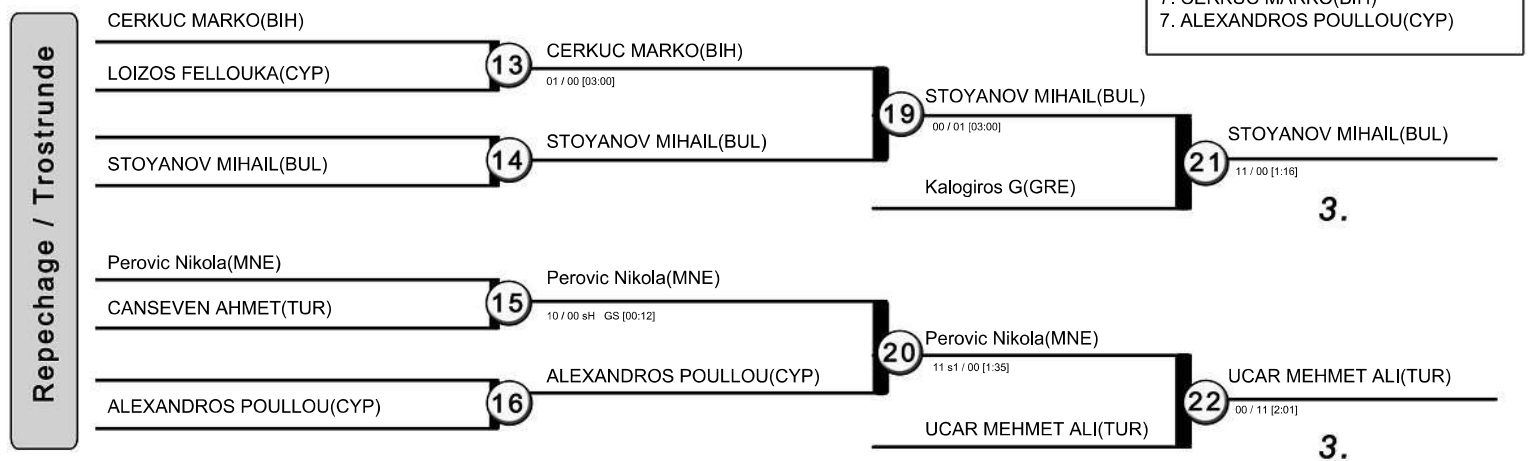 7. CERKUC MARKO(BIH)
7. ALEXANDROS POULLOU(CYP)
Repechage / Trostrunde
CERKUC MARKO(BIH)
LOIZOS FELLOUKA(CYP)
13
CERKUC MARKO(BIH)
01 / 00 [03:00]
STOYANOV MIHAIL(BUL)
14
STOYANOV MIHAIL(BUL)
19
STOYANOV MIHAIL(BUL)
00 / 01 [03:00]
Kalogiros G(GRE)
21
STOYANOV MIHAIL(BUL)
11 / 00 [1:16]
3.
Perovic Nikola(MNE)
CANSEVEN AHMET(TUR)
15
Perovic Nikola(MNE)
10 / 00 sH GS [00:12]
ALEXANDROS POULLOU(CYP)
16
ALEXANDROS POULLOU(CYP)
20
Perovic Nikola(MNE)
11 s1 / 00 [1:35]
UCAR MEHMET ALI(TUR)
22
UCAR MEHMET ALI(TUR)
00 / 11 [2:01]
3.